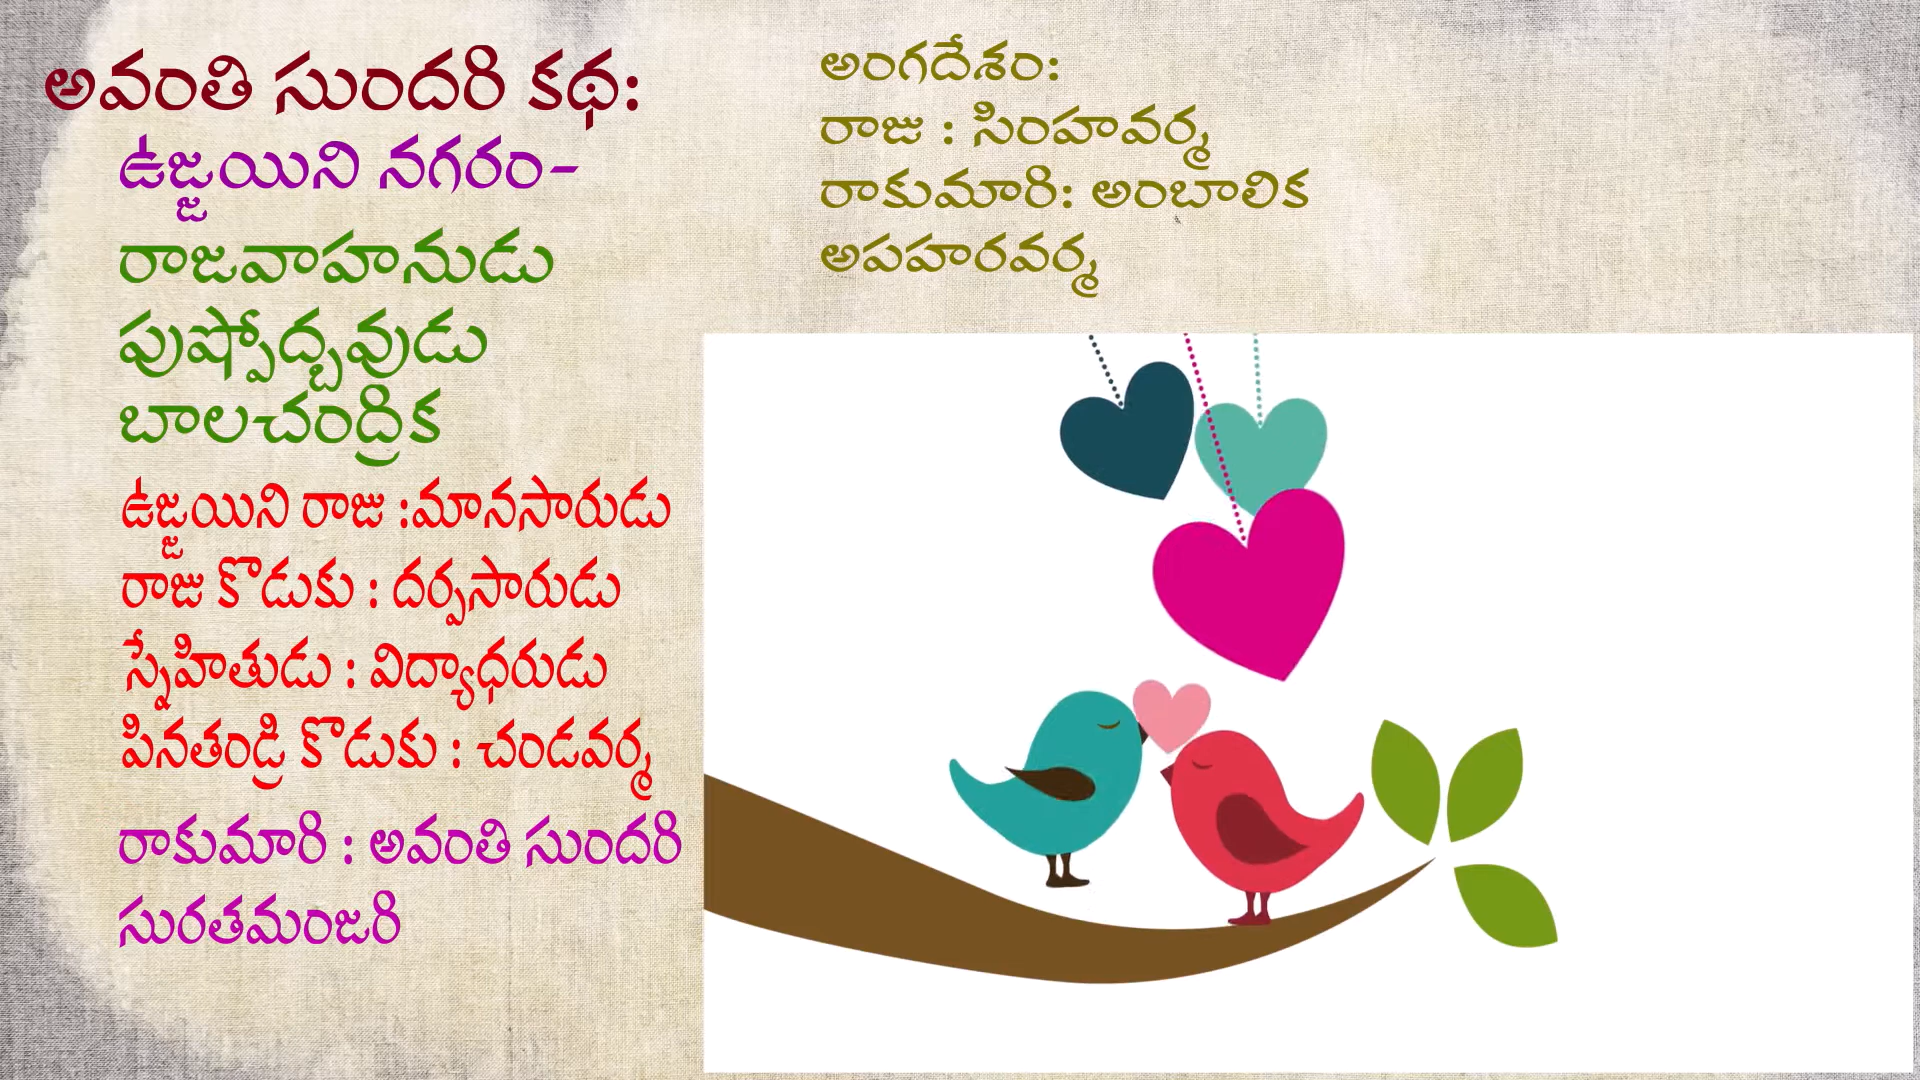 అవంతి సుందరి కథ:
ఉజ్జయిని నగరం-
రాజవాహనుడు
పుష్పోద్భవుడు
బాలచంద్రిక
ఉజ్జయిని రాజు :మానసారుడు
రాజు కొడుకు : దర్పసారుడు
స్నేహితుడు : విద్యాధరుడు
పినతండ్రి కొడుకు : చండవర్మ
రాకుమారి : అవంతి సుందరి
సురతమంజరి
అంగదేశం:
రాజు : సింహవర్మ
రాకుమారి: అంబాలిక
అపహారవర్మ